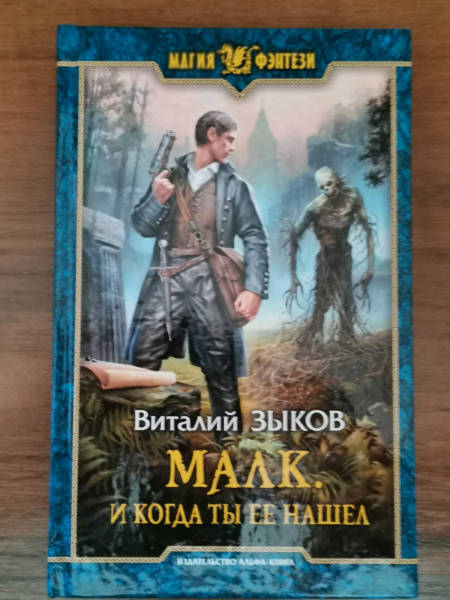 МАГИЯ ФЭНТЕЗИ
Виталий ЗЫКОВ
МАЛК.
И КОГДА ТЫ ЕЕ НАШЕЛ
ИЗДАТЕЛЬСТВО АЛЬФА-КНИГА